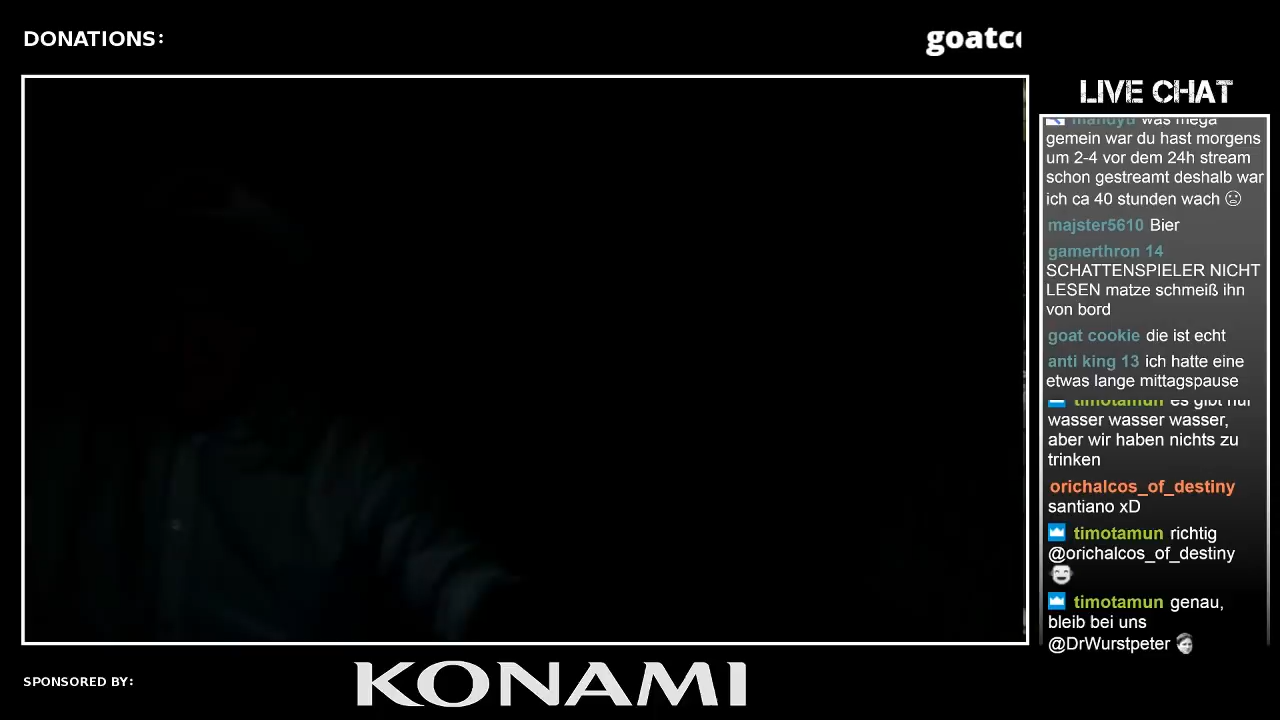 DONATIONS:
goatc
LIVE CHAT
was mega
gemein war du hast morgens
um 2-4 vor dem 24h stream
schon gestreamt deshalb war
ich ca 40 stunden wach
majster5610 Bier
gamerthron 14
SCHATTENSPIELER NICHT
LESEN matze schmeiß ihn
von bord
goat cookie die ist echt
anti king 13 ich hatte eine
etwas lange mittagspause
timotamun es gibt nur
wasser wasser wasser,
aber wir haben nichts zu
trinken
orichalcos_of_destiny
santiano xD
timotamun richtig
@orichalcos_of_destiny
timotamun genau,
bleib bei uns
@DrWurstpeter
SPONSORED BY:
KONAMI